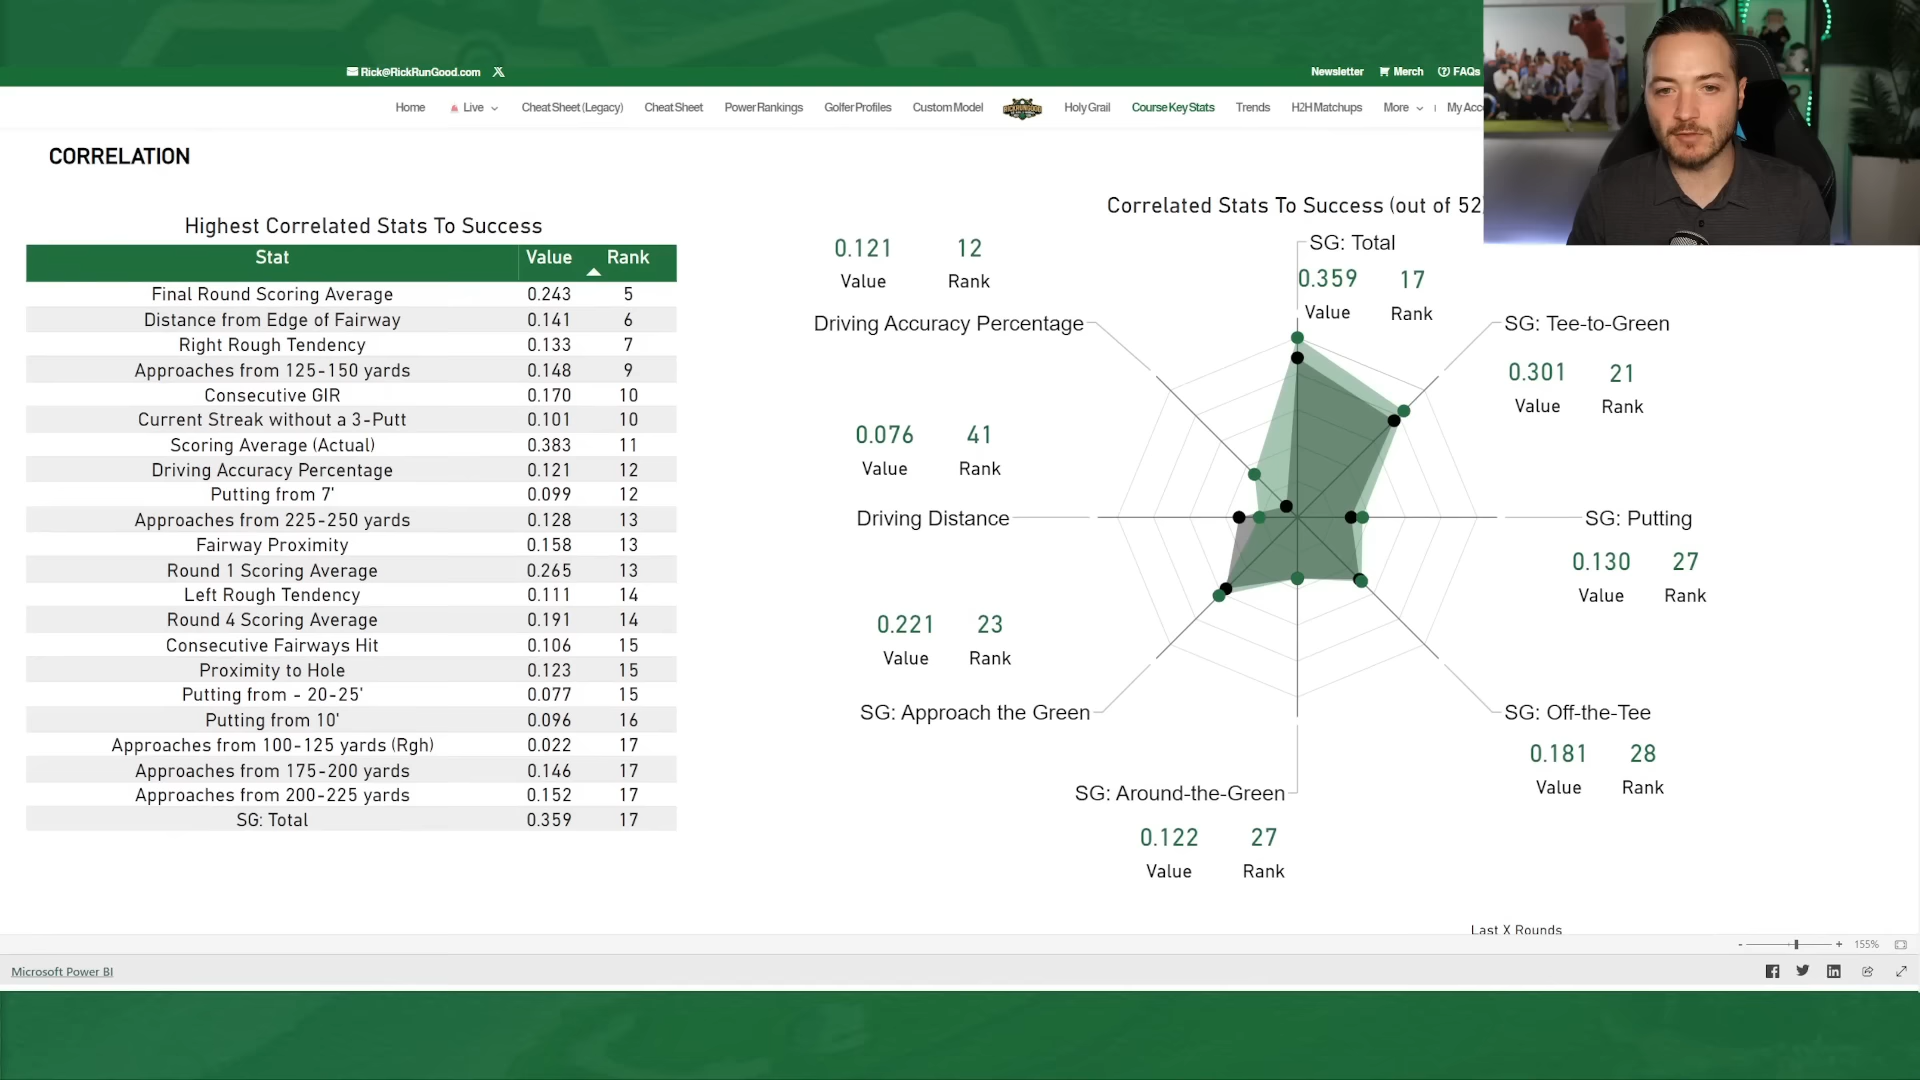 Rick@RickRunGood.com
Newsletter Merch FAQs
Home Live Cheat Sheet (Legacy) Cheat Sheet Power Rankings Golfer Profiles Custom Model Holy Grail Course Key Stats Trends H2H Matchups More My Acc
CORRELATION
Highest Correlated Stats To Success
Stat Value Rank
Final Round Scoring Average 0.243 5
Distance from Edge of Fairway 0.141 6
Right Rough Tendency 0.133 7
Approaches from 125-150 yards 0.148 9
Consecutive GIR 0.170 10
Current Streak without a 3-Putt 0.101 10
Scoring Average (Actual) 0.383 11
Driving Accuracy Percentage 0.121 12
Putting from 7' 0.099 12
Approaches from 225-250 yards 0.128 13
Fairway Proximity 0.158 13
Round 1 Scoring Average 0.265 13
Left Rough Tendency 0.111 14
Round 4 Scoring Average 0.191 14
Consecutive Fairways Hit 0.106 15
Proximity to Hole 0.123 15
Putting from - 20-25' 0.077 15
Putting from 10' 0.096 16
Approaches from 100-125 yards (Rgh) 0.022 17
Approaches from 175-200 yards 0.146 17
Approaches from 200-225 yards 0.152 17
SG: Total 0.359 17
Correlated Stats To Success (out of 52
SG: Total
0.359 17
Value Rank
SG: Tee-to-Green
0.301 21
Value Rank
SG: Putting
0.130 27
Value Rank
SG: Off-the-Tee
0.181 28
Value Rank
SG: Around-the-Green
0.122 27
Value Rank
SG: Approach the Green
0.221 23
Value Rank
Driving Distance
0.076 41
Value Rank
Driving Accuracy Percentage
0.121 12
Value Rank
Last X Rounds
- + 155%
Microsoft Power BI